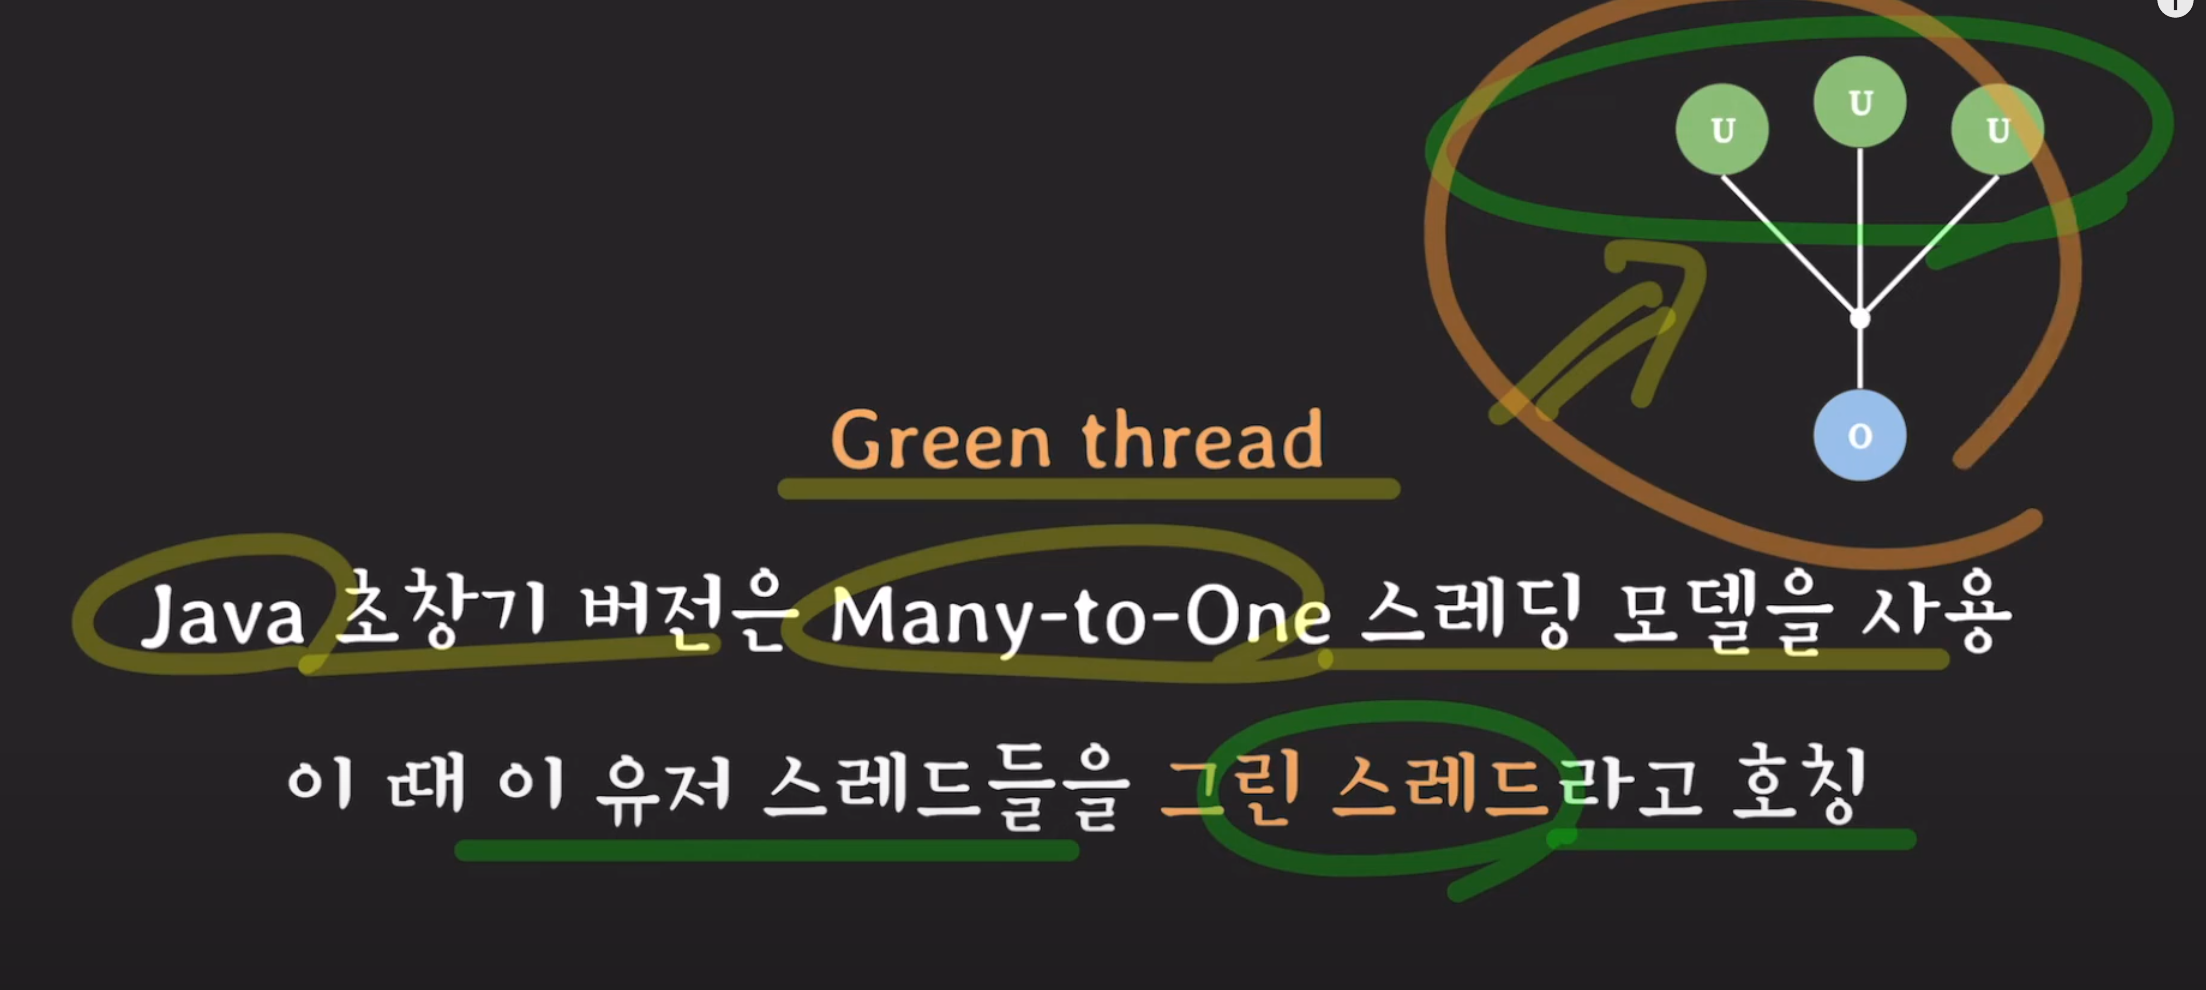 U U U
O
Green thread
Java 초창기 버전은 Many-to-One 스레딩 모델을 사용
이 때 이 유저 스레드들을 그린 스레드라고 호칭